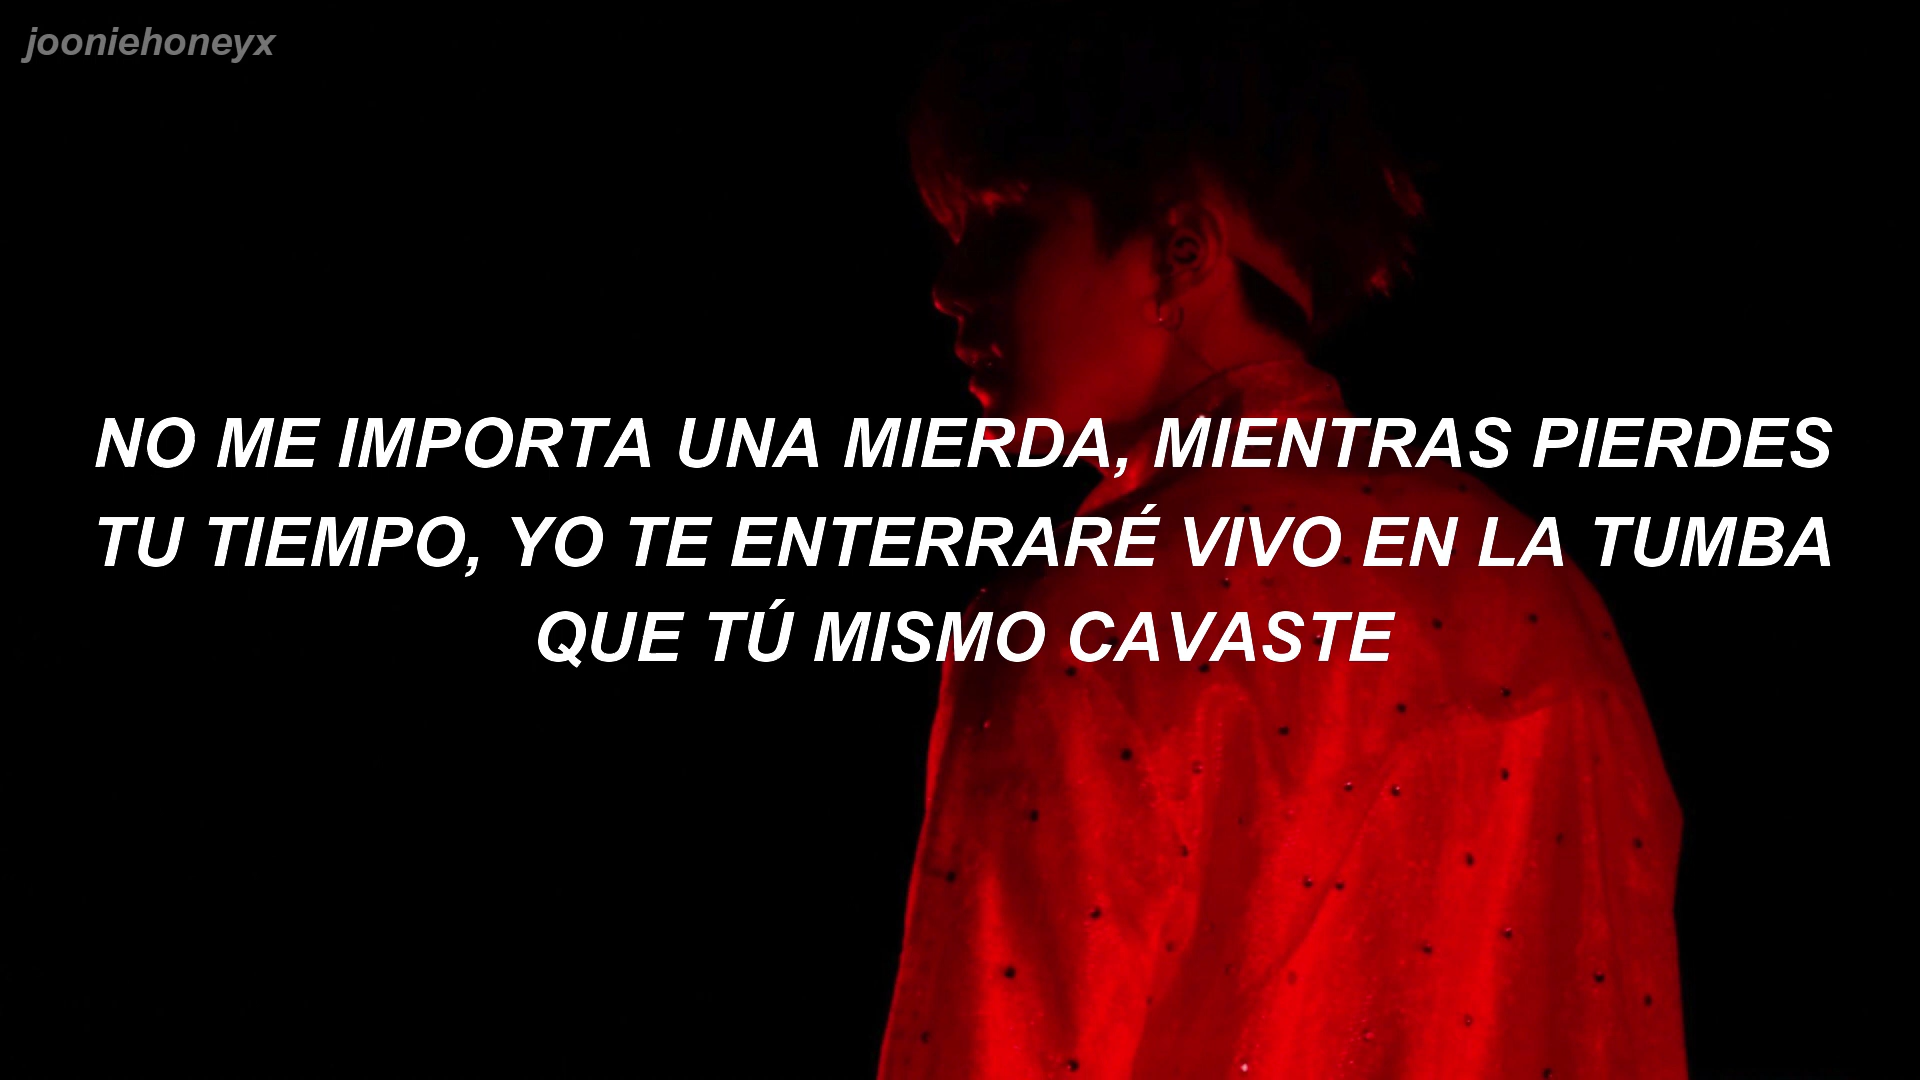 jooniehoneyx
NO ME IMPORTA UNA MIERDA, MIENTRAS PIERDES
TU TIEMPO, YO TE ENTERRARÉ VIVO EN LA TUMBA
QUE TÚ MISMO CAVASTE